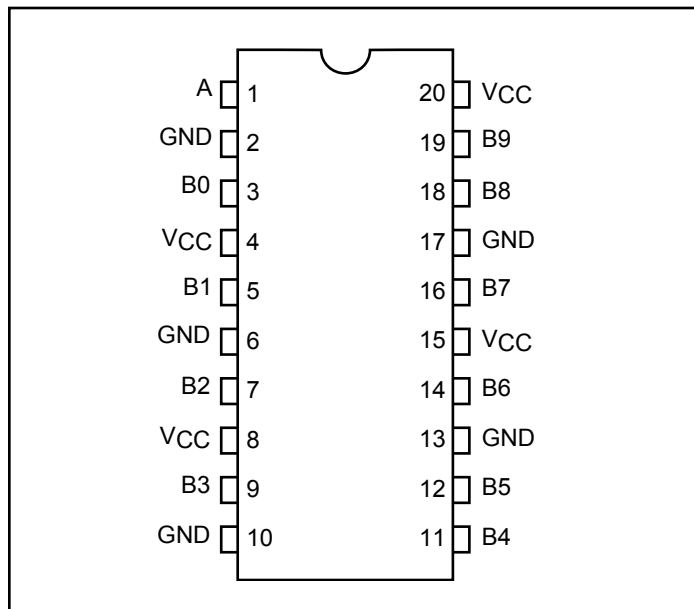 A 1 20 VCC
GND 2 19 B9
B0 3 18 B8
VCC 4 17 GND
B1 5 16 B7
GND 6 15 VCC
B2 7 14 B6
VCC 8 13 GND
B3 9 12 B5
GND 10 11 B4